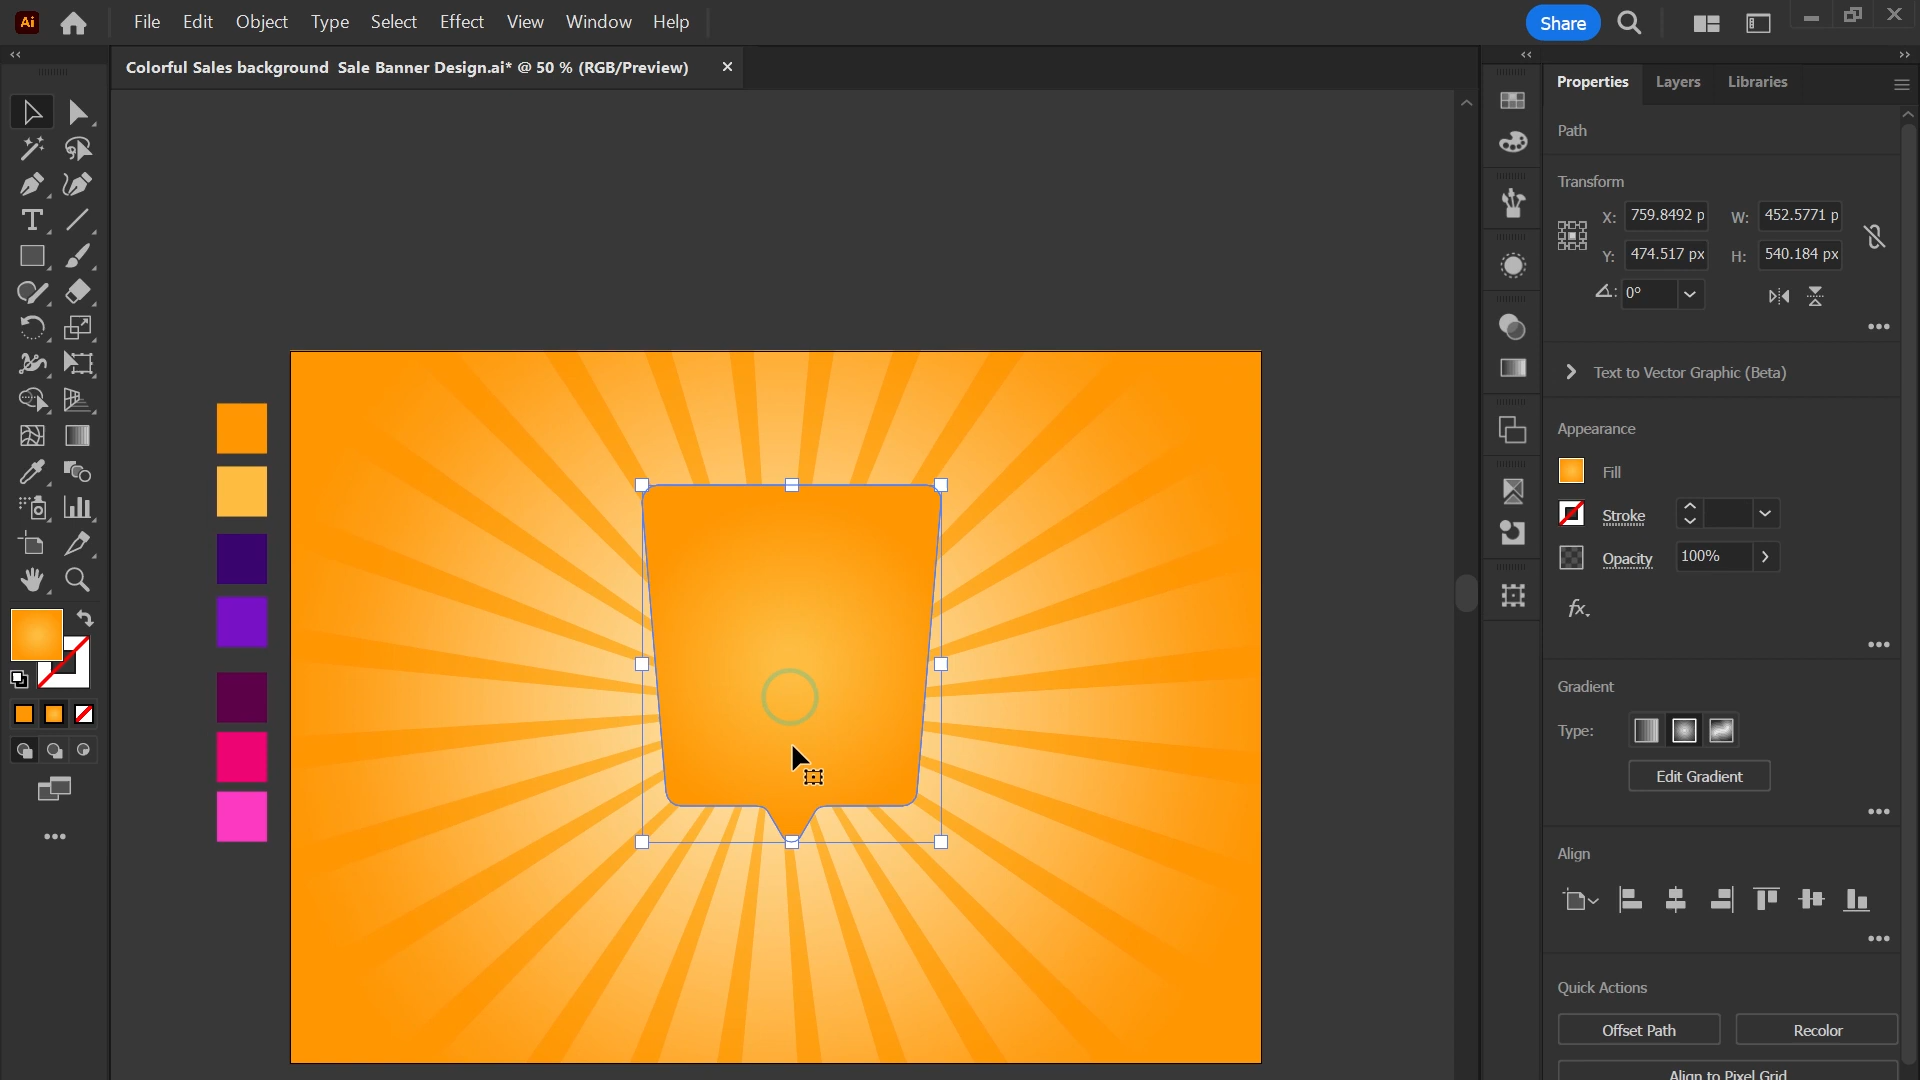 Ai File Edit Object Type Select Effect View Window Help Share
Colorful Sales background Sale Banner Design.ai* @ 50 % (RGB/Preview)
Properties Layers Libraries
Path
Transform
X: 759.8492 p W: 452.5771 p
Y: 474.517 px H: 540.184 px
0°
Text to Vector Graphic (Beta)
Appearance
Fill
Stroke
Opacity 100%
fx
Gradient
Type:
Edit Gradient
Align
Quick Actions
Offset Path Recolor
Align to Pixel Grid